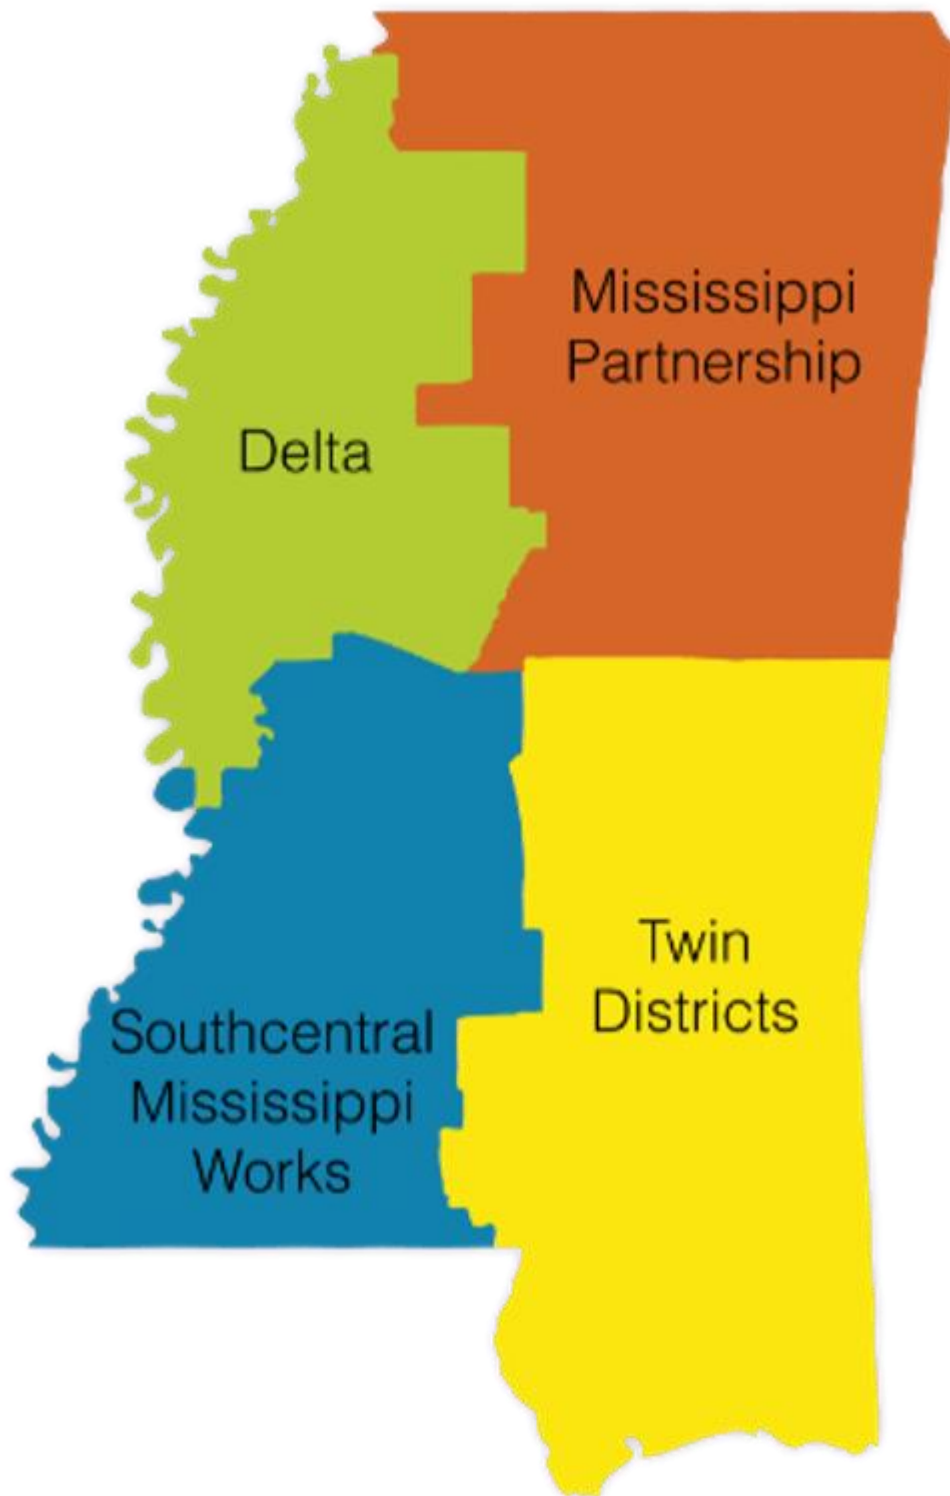 Mississippi
Partnership
Delta
Twin
Districts
Southcentral
Mississippi
Works